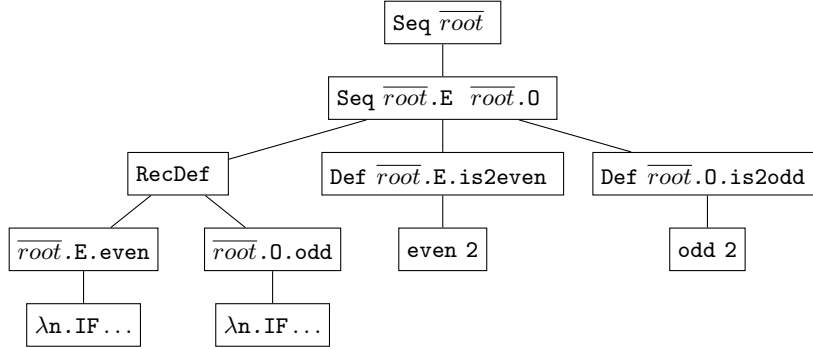 Seq root
Seq root.E root.O
RecDef
Def root.E.is2even
Def root.O.is2odd
root.E.even
root.O.odd
even 2
odd 2
λn.IF...
λn.IF...